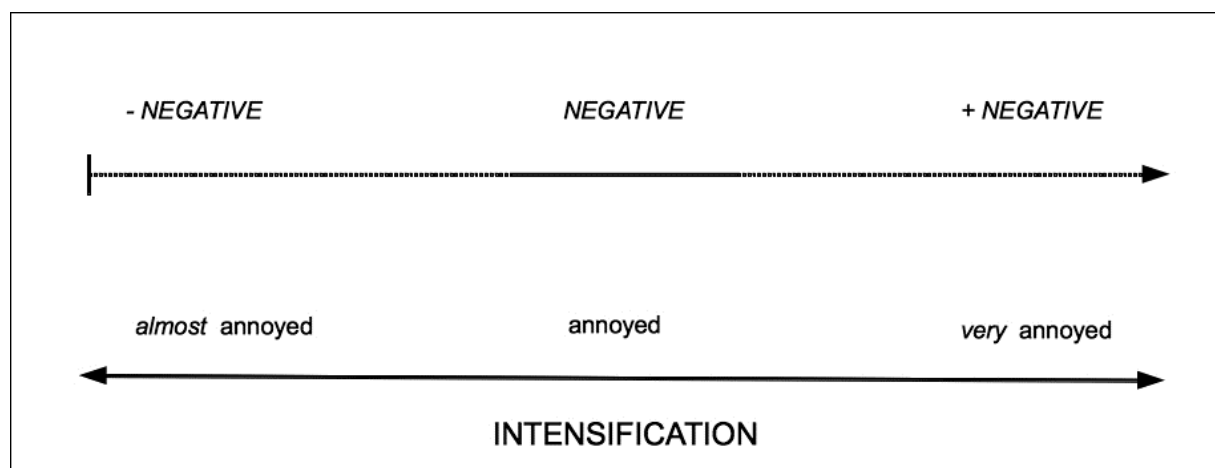 - NEGATIVE NEGATIVE + NEGATIVE
almost annoyed annoyed very annoyed
INTENSIFICATION